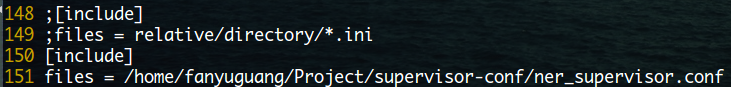 148 ;[include]
149 ;files = relative/directory/*.ini
150 [include]
151 files = /home/fanyuguang/Project/supervisor-conf/ner_supervisor.conf